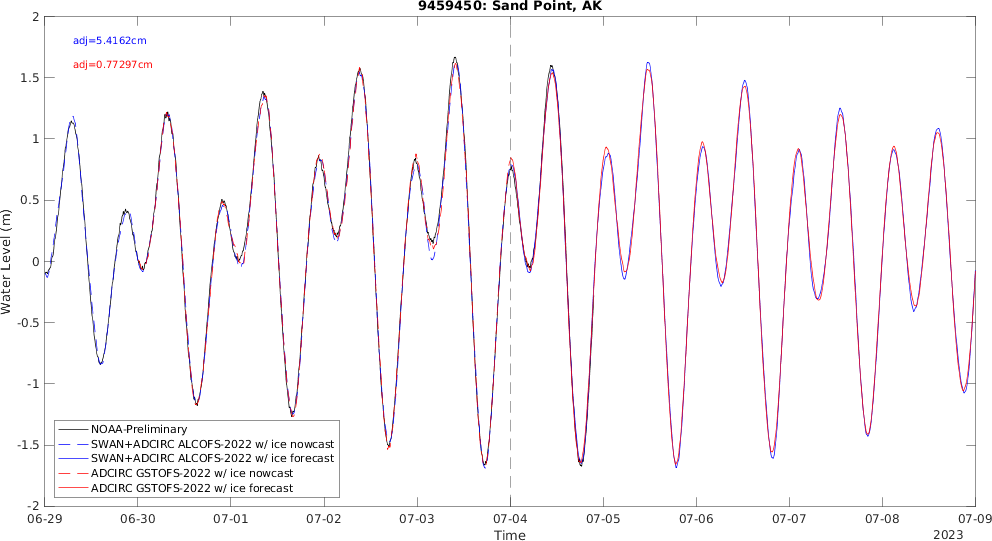 9459450: Sand Point, AK
adj=5.4162cm
adj=0.77297cm
Water Level (m)
2
1.5
1
0.5
0
-0.5
-1
-1.5
-2
NOAA-Preliminary
SWAN+ADCIRC ALCOFS-2022 w/ ice nowcast
SWAN+ADCIRC ALCOFS-2022 w/ ice forecast
ADCIRC GSTOFS-2022 w/ ice nowcast
ADCIRC GSTOFS-2022 w/ ice forecast
06-29 06-30 07-01 07-02 07-03 07-04 07-05 07-06 07-07 07-08 07-09
Time
2023